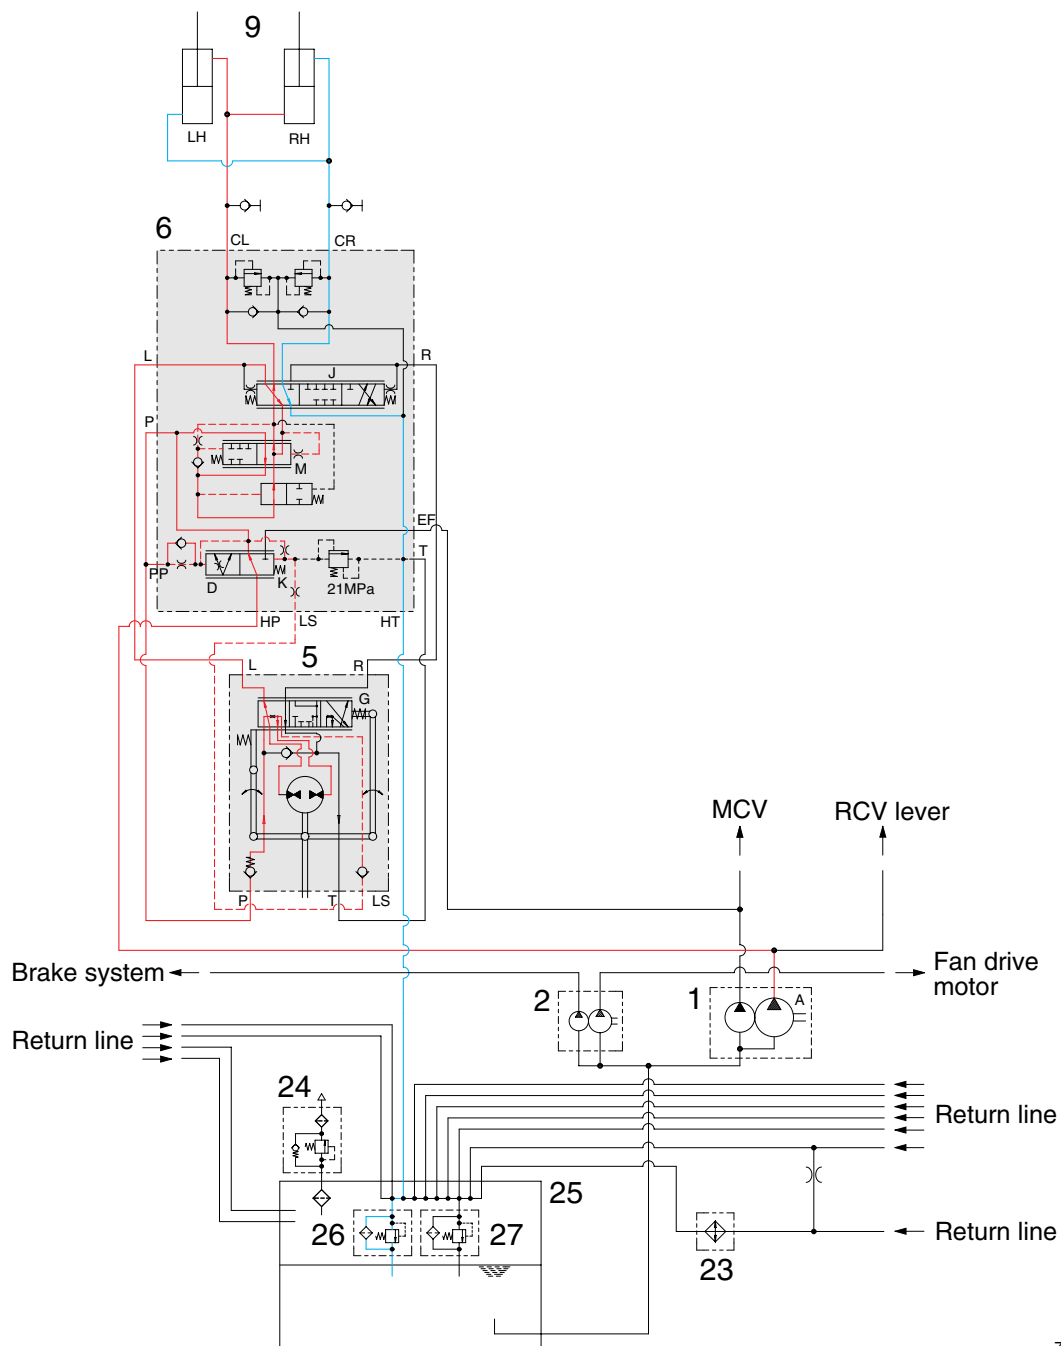 9
LH
RH
6
CL
CR
L
J
R
P
M
EF
T
PP
D
K
21MPa
HP
LS
HT
5
L
R
G
P
T
LS
MCV
RCV lever
Brake system
2
1
A
Fan drive
motor
Return line
24
Return line
25
26
27
23
Return line